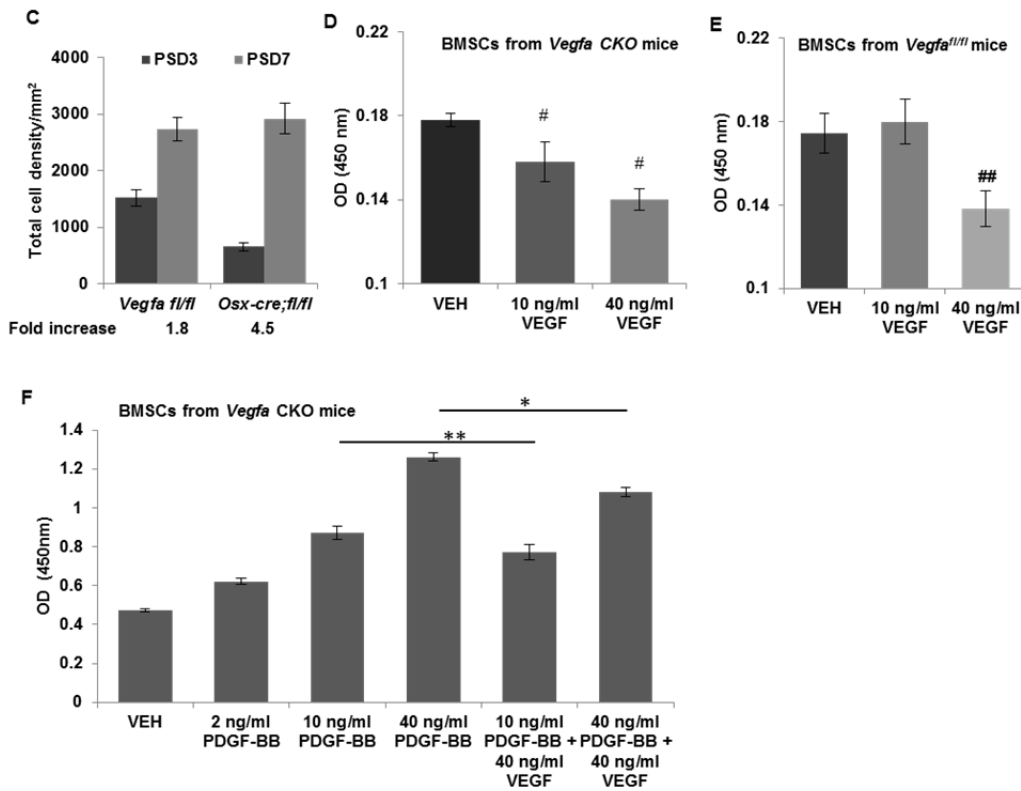 C
PSD3 PSD7
Total cell density/mm²
4000
3000
2000
1000
0
Vegfa fl/fl Osx-cre;fl/fl
Fold increase 1.8 4.5
D
BMSCs from Vegfa CKO mice
OD (450 nm)
0.22
0.18
0.14
0.1
#
#
VEH
10 ng/ml
VEGF
40 ng/ml
VEGF
E
BMSCs from Vegfa^fl/fl mice
OD (450 nm)
0.22
0.18
0.14
0.1
##
VEH
10 ng/ml
VEGF
40 ng/ml
VEGF
F
BMSCs from Vegfa CKO mice
OD (450nm)
1.4
1.2
1
0.8
0.6
0.4
0.2
0
**
*
VEH
2 ng/ml
PDGF-BB
10 ng/ml
PDGF-BB
40 ng/ml
PDGF-BB
10 ng/ml
PDGF-BB +
40 ng/ml
VEGF
40 ng/ml
PDGF-BB +
40 ng/ml
VEGF